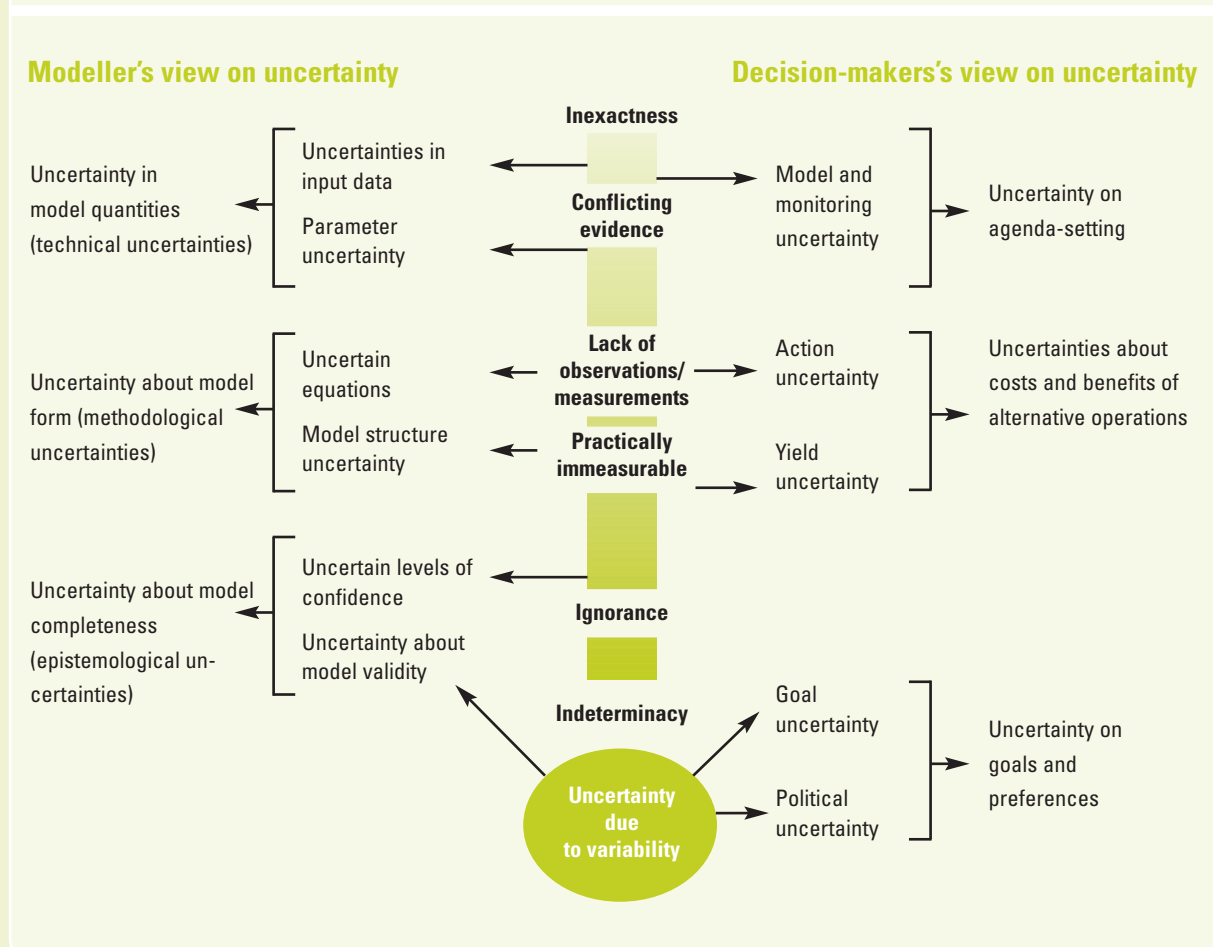 Modeller's view on uncertainty
Decision-makers's view on uncertainty
Uncertainty in
model quantities
(technical uncertainties)
Uncertainties in
input data
Parameter
uncertainty
Uncertainty about model
form (methodological
uncertainties)
Uncertain
equations
Model structure
uncertainty
Uncertainty about model
completeness
(epistemological un-
certainties)
Uncertain levels of
confidence
Uncertainty about
model validity
Inexactness
Conflicting
evidence
Lack of
observations/
measurements
Practically
immeasurable
Ignorance
Indeterminacy
Uncertainty
due
to variability
Model and
monitoring
uncertainty
Uncertainty on
agenda-setting
Action
uncertainty
Yield
uncertainty
Uncertainties about
costs and benefits of
alternative operations
Goal
uncertainty
Political
uncertainty
Uncertainty on
goals and
preferences